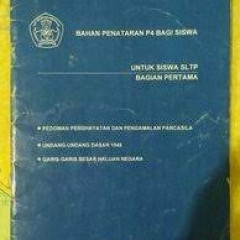 BAHAN PENATARAN P4 BAGI SISWA
UNTUK SISWA SLTP
BAGIAN PERTAMA
PEDOMAN PENGHAYATAN DAN PENGAMALAN PANCASILA
UNDANG-UNDANG DASAR 1945
GARIS-GARIS BESAR HALUAN NEGARA